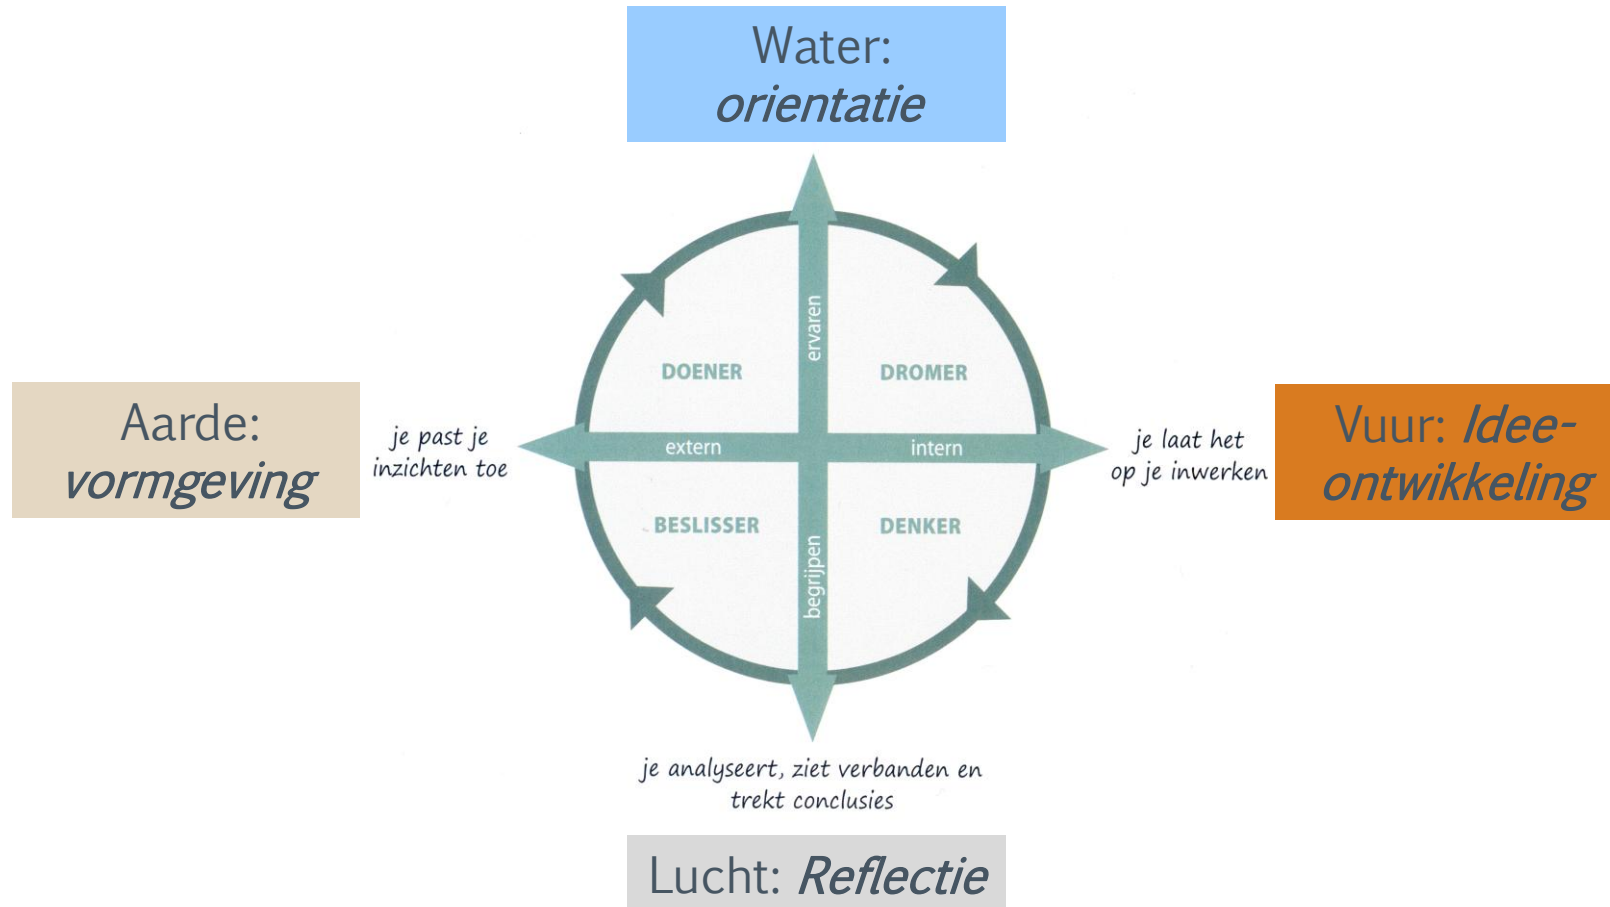 Water:
orientatie
ervaren
DOENER
DROMER
Aarde:
vormgeving
je past je
inzichten toe
extern
intern
je laat het
op je inwerken
Vuur: Idee-
ontwikkeling
BESLISSER
DENKER
begrijpen
je analyseert, ziet verbanden en
trekt conclusies
Lucht: Reflectie